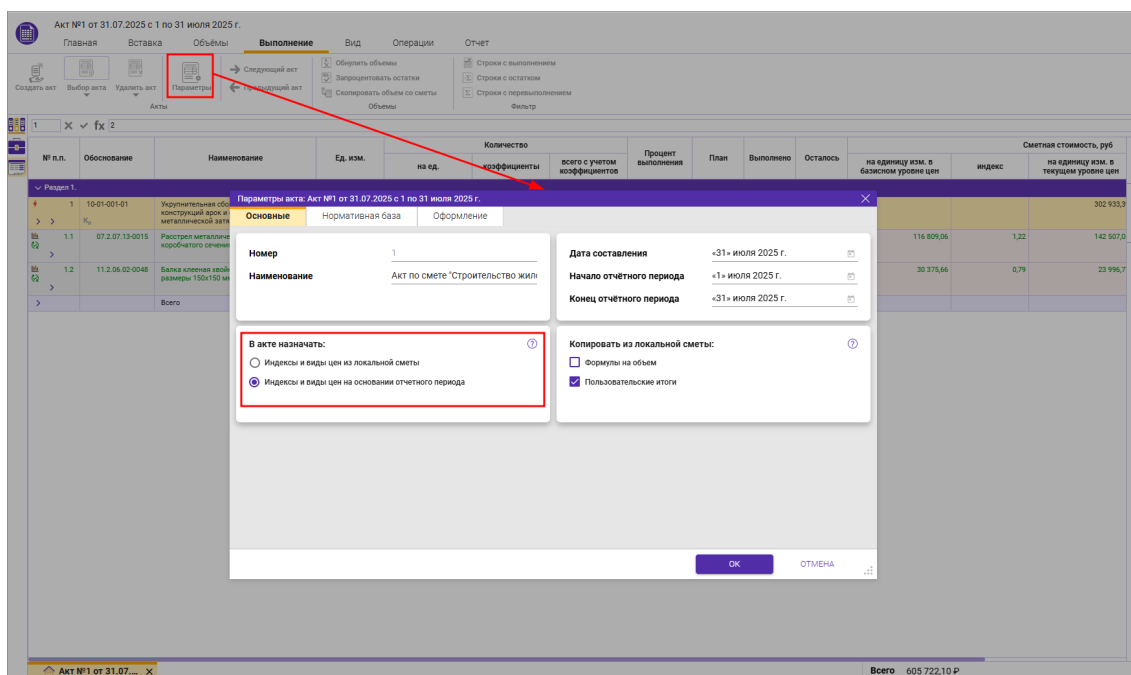 Акт №1 от 31.07.2025 с 1 по 31 июля 2025 г.
Главная Вставка Объёмы Выполнение Вид Операции Отчет
Создать акт Выбор акта Удалить акт Параметры
Следующий акт
Предыдущий акт
Акты
Обнулить объемы
Запроцентовать остатки
Скопировать объем со сметы
Объемы
Строки с выполнением
Строки с остатком
Строки с перевыполнением
Фильтр
1 fx 2
№ п.п. Обоснование Наименование Ед. изм. Количество Процент выполнения План Выполнено Осталось Сметная стоимость, руб
на ед. коэффициенты всего с учетом коэффициентов на единицу изм. в базисном уровне цен индекс на единицу изм. в текущем уровне цен
Раздел 1.
1 10-01-001-01 Укрупнительная сбо 302 933,3
конструкций арок и
металлической затя
1.1 07.2.07.13-0015 Расстрел металличе 116 809,06 1,22 142 507,0
коробчатого сечени
1.2 11.2.06.02-0048 Балка клееная хвой 30 375,66 0,79 23 996,7
размеры 150х150 м
Всего
Параметры акта: Акт №1 от 31.07.2025 с 1 по 31 июля 2025 г.
Основные Нормативная база Оформление
Номер 1
Наименование Акт по смете "Строительство жил
Дата составления «31» июля 2025 г.
Начало отчётного периода «1» июля 2025 г.
Конец отчётного периода «31» июля 2025 г.
В акте назначать:
Индексы и виды цен из локальной сметы
Индексы и виды цен на основании отчетного периода
Копировать из локальной сметы:
Формулы на объем
Пользовательские итоги
ОК ОТМЕНА
Акт №1 от 31.07.... Всего 605 722,10 ₽